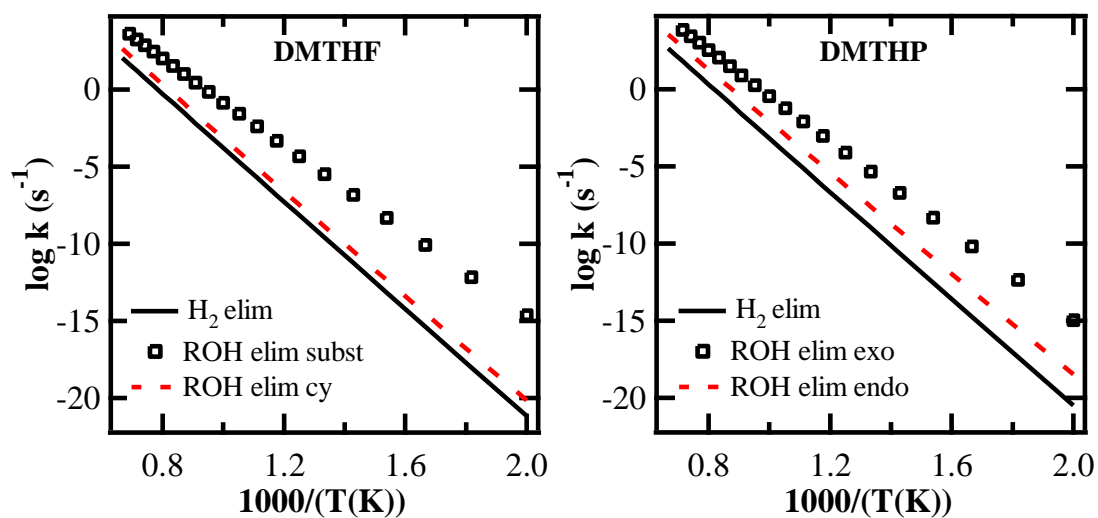 DMTHF
log k (s⁻¹)
0
-5
-10
-15
-20
H₂ elim
ROH elim subst
ROH elim cy
0.8 1.2 1.6 2.0
1000/(T(K))
DMTHP
log k (s⁻¹)
0
-5
-10
-15
-20
H₂ elim
ROH elim exo
ROH elim endo
0.8 1.2 1.6 2.0
1000/(T(K))